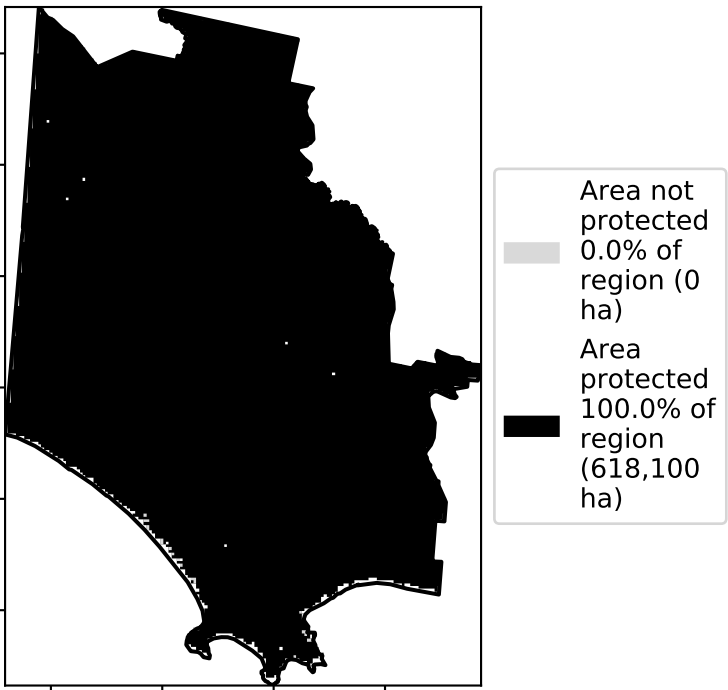 Area not
protected
0.0% of
region (0
ha)
Area
protected
100.0% of
region
(618,100
ha)